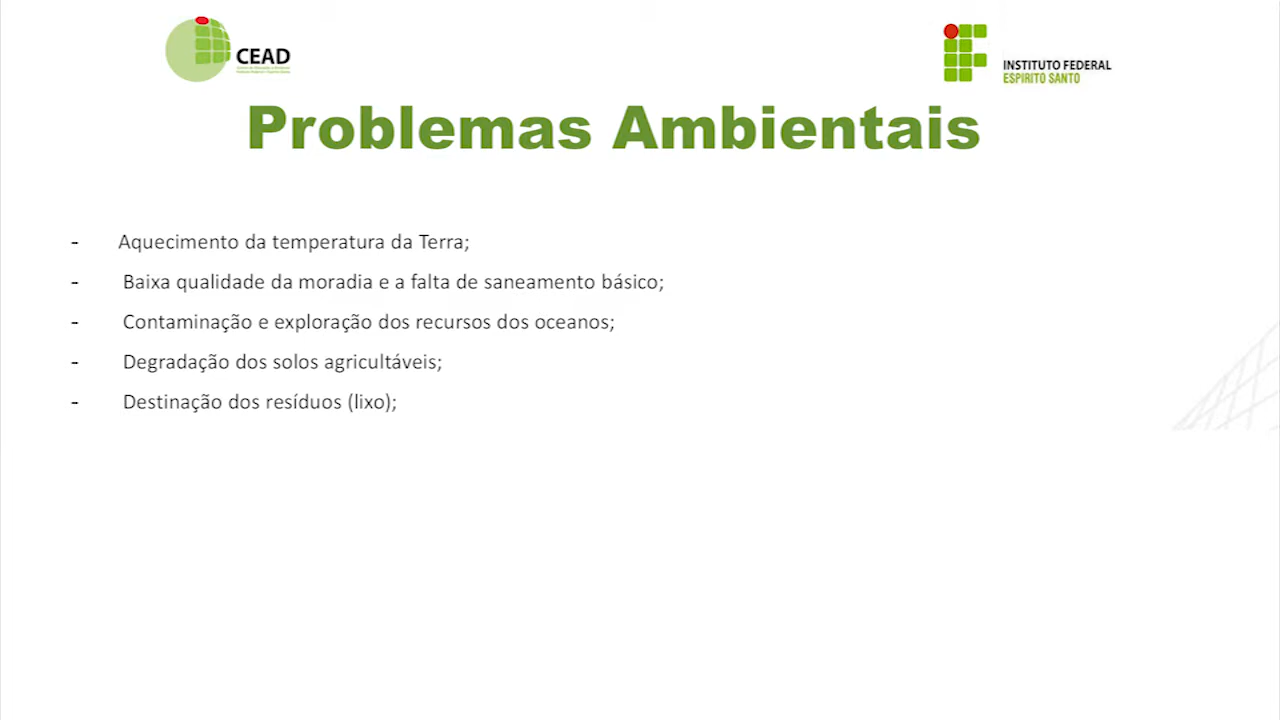 CEAD
INSTITUTO FEDERAL
ESPÍRITO SANTO
Problemas Ambientais
- Aquecimento da temperatura da Terra;
- Baixa qualidade da moradia e a falta de saneamento básico;
- Contaminação e exploração dos recursos dos oceanos;
- Degradação dos solos agricultáveis;
- Destinação dos resíduos (lixo);